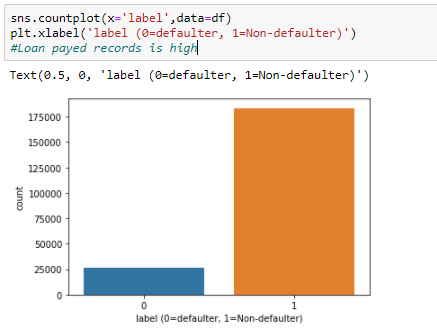 sns.countplot(x='label',data=df)
plt.xlabel('label (0=defaulter, 1=Non-defaulter)')
#Loan payed records is high
Text(0.5, 0, 'label (0=defaulter, 1=Non-defaulter)')
175000
150000
125000
100000
75000
50000
25000
0
count
0 1
label (0=defaulter, 1=Non-defaulter)